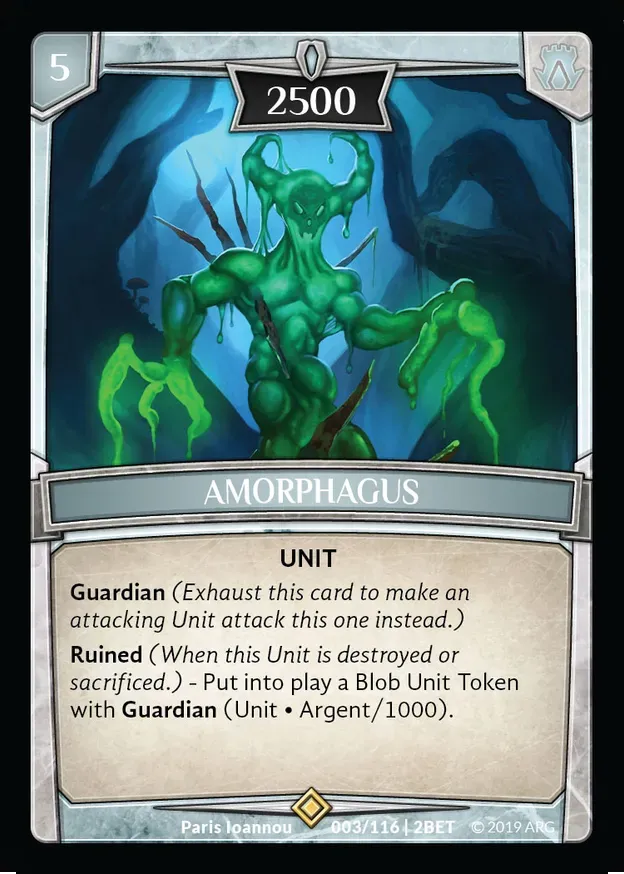 5
2500
AMORPHAGUS
UNIT
Guardian (Exhaust this card to make an
attacking Unit attack this one instead.)
Ruined (When this Unit is destroyed or
sacrificed.) - Put into play a Blob Unit Token
with Guardian (Unit • Argent/1000).
Paris Ioannou 003/116 | 2BET © 2019 ARG